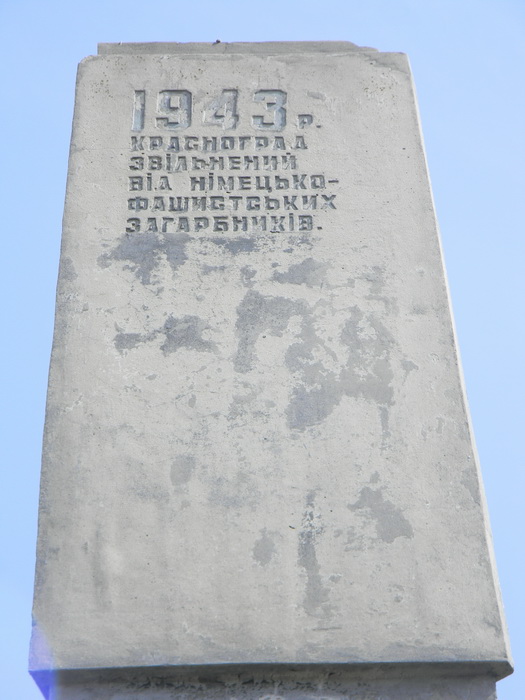 1943 р.
КРАСНОГРАД
ЗВІЛЬНЕНИЙ
ВІД НІМЕЦЬКО-
ФАШИСТСЬКИХ
ЗАГАРБНИКІВ.